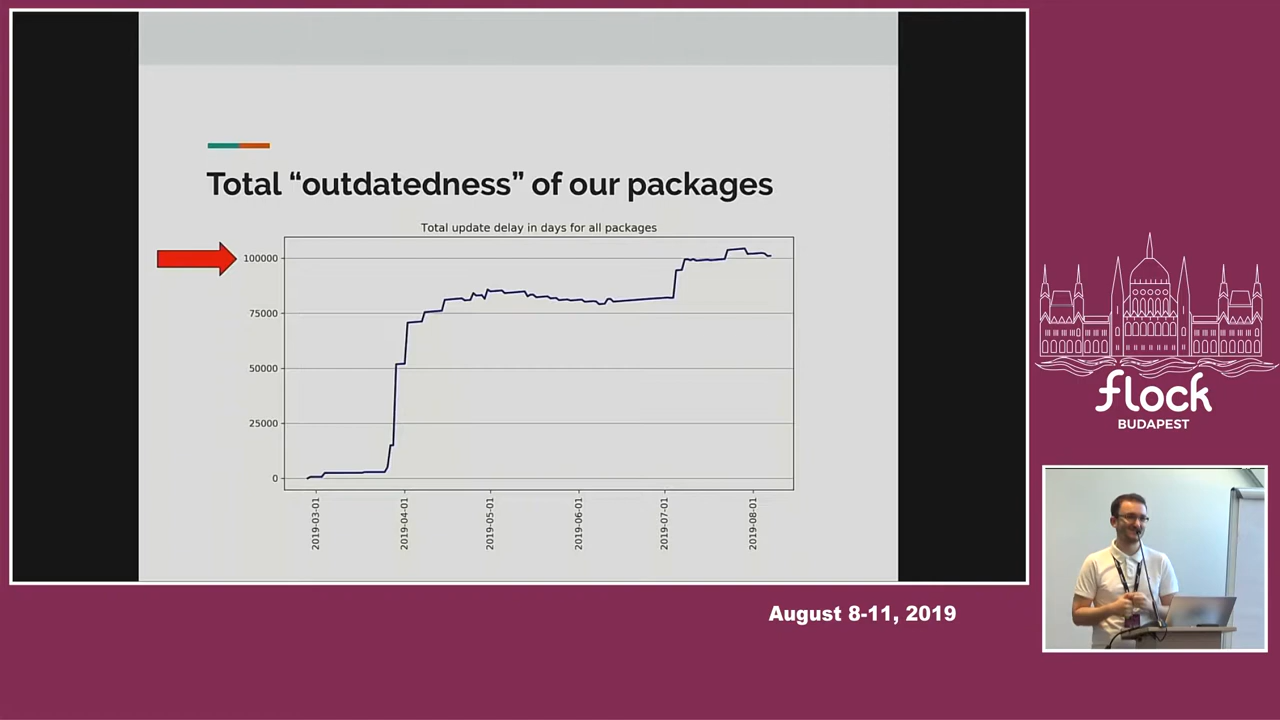 Total “outdatedness” of our packages
Total update delay in days for all packages
100000
75000
50000
25000
0
2019-03-01
2019-04-01
2019-05-01
2019-06-01
2019-07-01
2019-08-01
flock
BUDAPEST
August 8-11, 2019